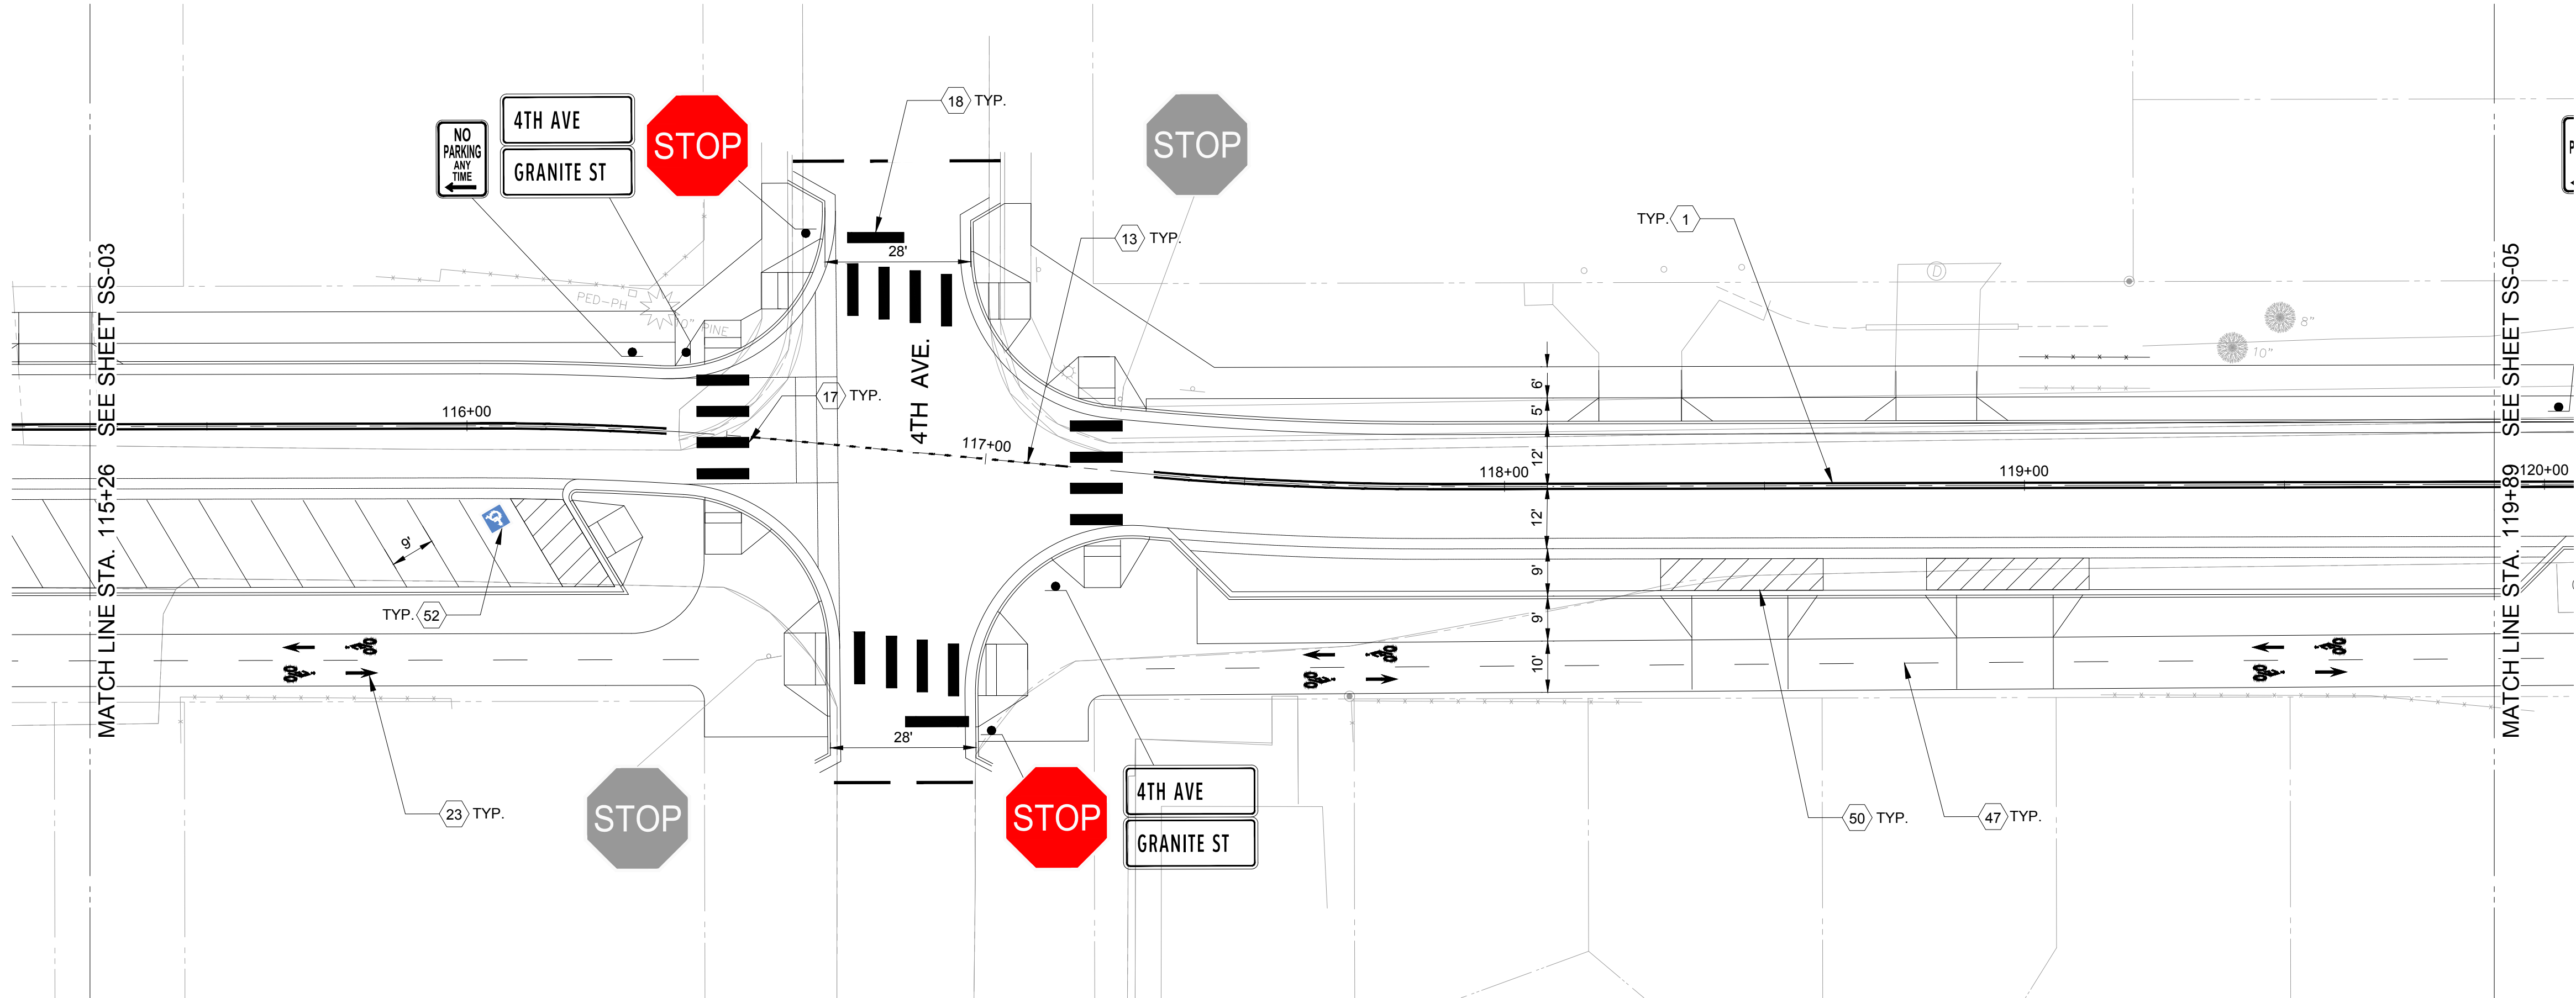 SEE SHEET SS-03
MATCH LINE STA. 115+26
NO
PARKING
ANY
TIME
4TH AVE
GRANITE ST
STOP
18 TYP.
STOP
13 TYP.
TYP. 1
28'
PED-PH
0" PINE
17 TYP.
4TH AVE.
116+00
117+00
118+00
119+00
120+00
6'
5'
12'
12'
9'
9'
10'
8"
10"
D
9'
TYP. 52
23 TYP.
28'
STOP
STOP
4TH AVE
GRANITE ST
50 TYP.
47 TYP.
SEE SHEET SS-05
MATCH LINE STA. 119+89
P